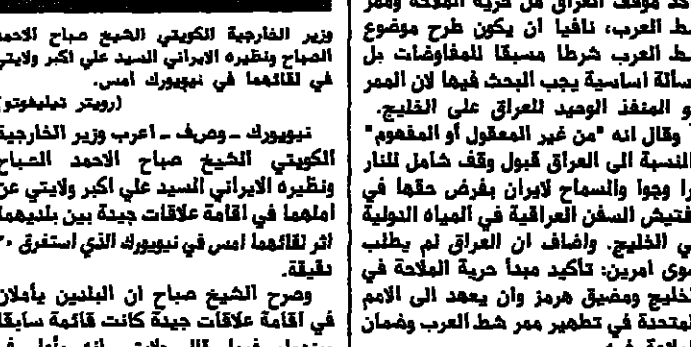 وزير الخارجية الكويتي الشيخ صباح الاحمد
الصباح ونظيره الايراني السيد علي اكبر ولايتي
في لقائهما في نيويورك أمس.
(رويتر تيليفوتو)
نيويورك ــ وصف ــ اعرب وزير الخارجية
الكويتي الشيخ صباح الاحمد الصباح
ونظيره الايراني السيد علي اكبر ولايتي عن
املهما في اقامة علاقات جيدة بين بلديهما
اثر لقائهما امس في نيويورك الذي استغرق
دقيقة.
وصرح الشيخ صباح ان البلدين يأملان
في اقامة علاقات جيدة كانت قائمة سابقا
موقف العراق من حرية الملاحة وممر
شط العرب، نافيا ان يكون طرح موضوع
شط العرب شرطا مسبقا للمفاوضات بل
مسألة اساسية يجب البحث فيها لان الممر
هو المنفذ الوحيد للعراق على الخليج.
وقال انه "من غير المعقول أو المفهوم"
بالنسبة الى العراق قبول وقف شامل للنار
برا وجوا والسماح لايران بفرض حقها في
تفتيش السفن العراقية في المياه الدولية
في الخليج. واضاف ان العراق لم يطلب
سوى امرين: تأكيد مبدأ حرية الملاحة في
الخليج ومضيق هرمز وأن يعهد الى الامم
المتحدة في تطهير ممر شط العرب وضمان